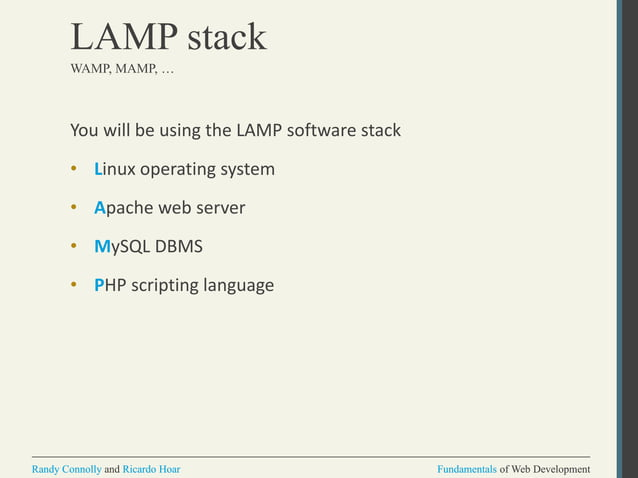 LAMP stack
WAMP, MAMP, …
You will be using the LAMP software stack
• Linux operating system
• Apache web server
• MySQL DBMS
• PHP scripting language
Randy Connolly and Ricardo Hoar
Fundamentals of Web Development